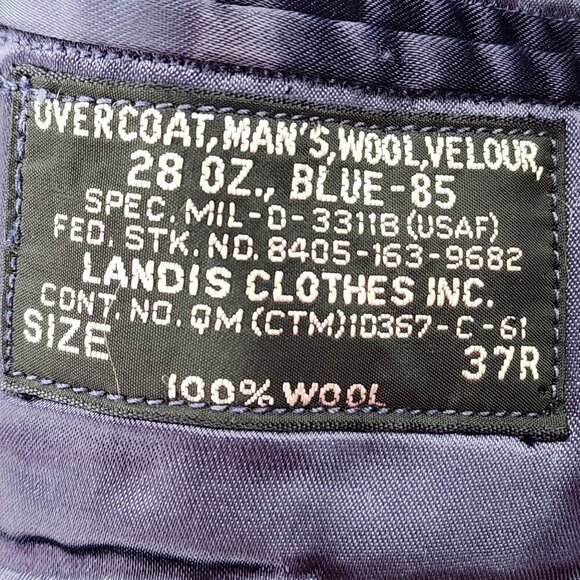 OVERCOAT, MAN'S, WOOL, VELOUR,
28 OZ., BLUE-85
SPEC. MIL-O-3311B (USAF)
FED. STK. NO. 8405-163-9682
LANDIS CLOTHES INC.
CONT. NO. QM (CTM) 10367-C-61
SIZE 37R
100% WOOL